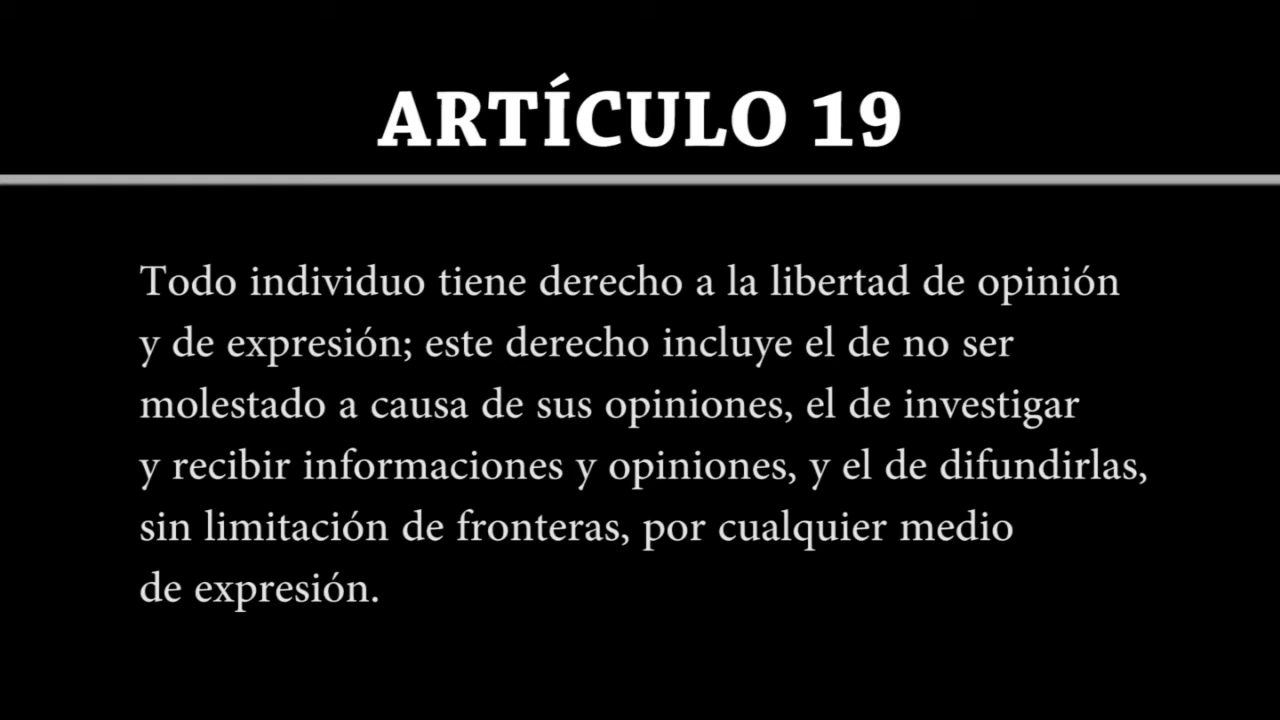 ARTÍCULO 19
Todo individuo tiene derecho a la libertad de opinión
y de expresión; este derecho incluye el de no ser
molestado a causa de sus opiniones, el de investigar
y recibir informaciones y opiniones, y el de difundirlas,
sin limitación de fronteras, por cualquier medio
de expresión.